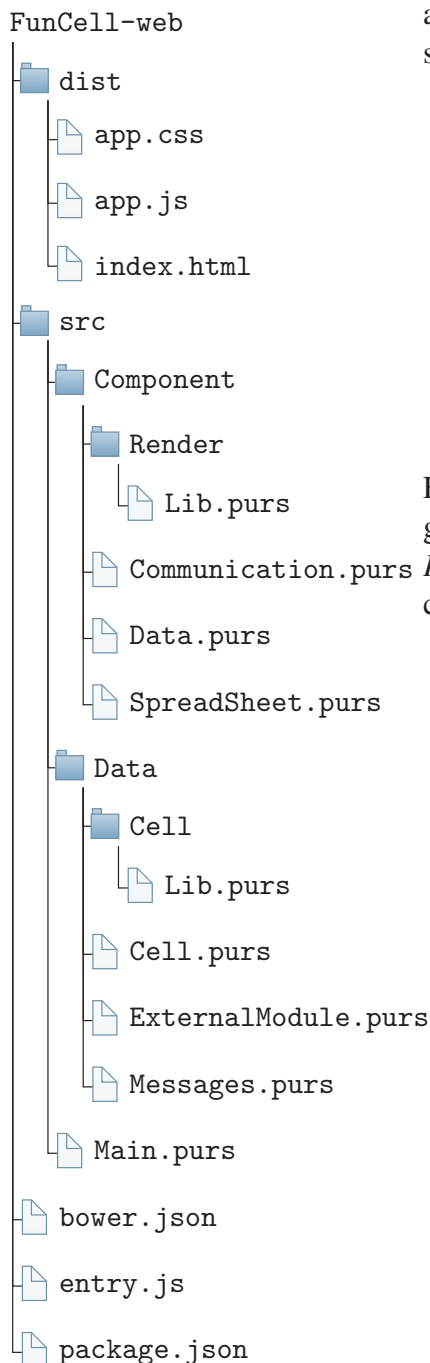 FunCell-web
dist
app.css
app.js
index.html
src
Component
Render
Lib.purs
Communication.purs
Data.purs
SpreadSheet.purs
Data
Cell
Lib.purs
Cell.purs
ExternalModule.purs
Messages.purs
Main.purs
bower.json
entry.js
package.json